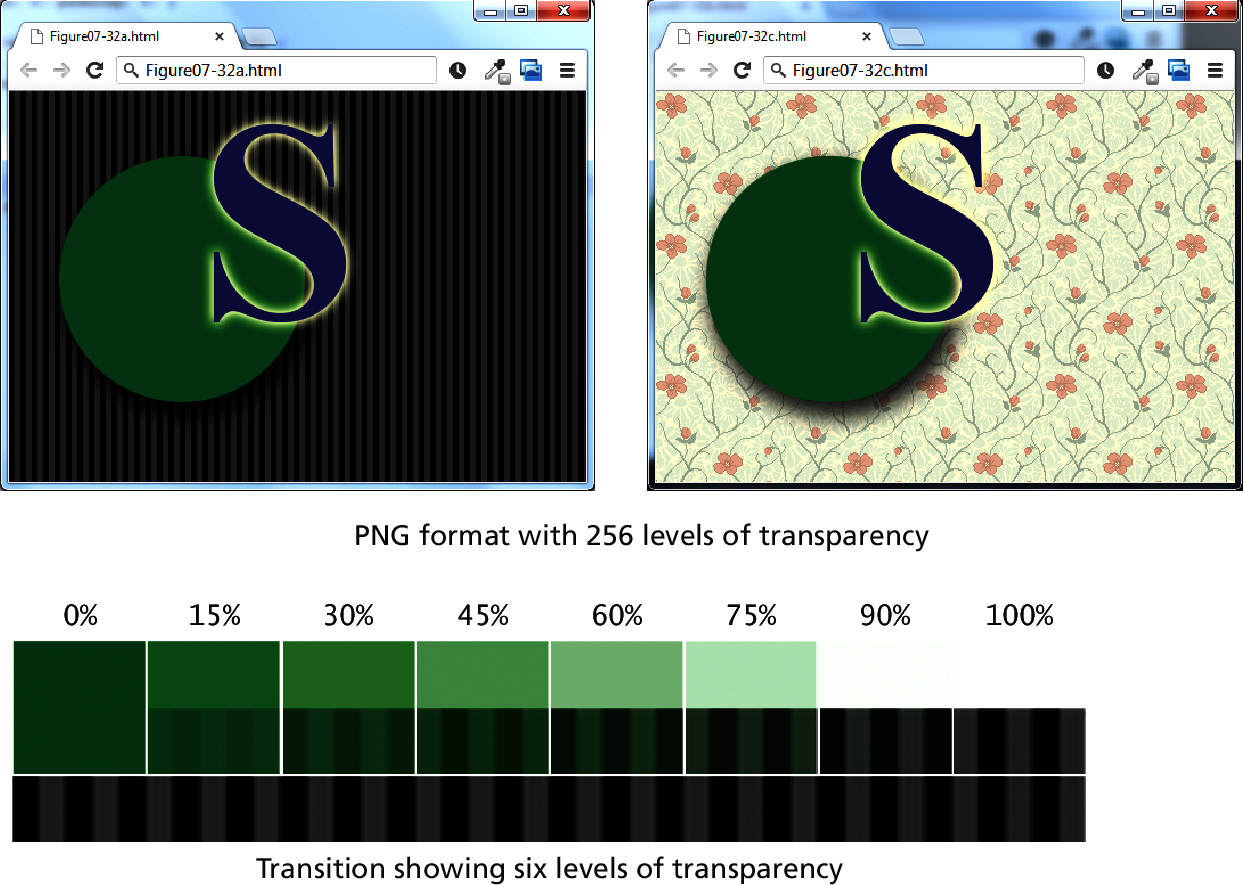 Figure07-32a.html
Figure07-32a.html
Figure07-32c.html
Figure07-32c.html
S
S
PNG format with 256 levels of transparency
0% 15% 30% 45% 60% 75% 90% 100%
Transition showing six levels of transparency